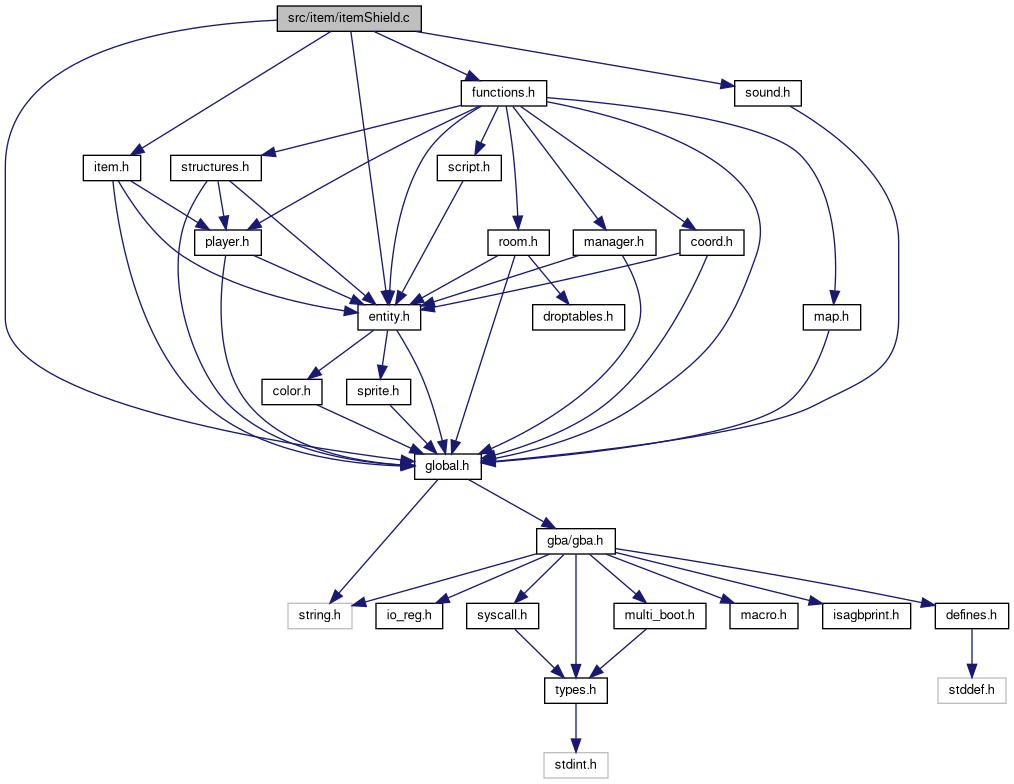 src/item/itemShield.c
functions.h
sound.h
item.h
structures.h
script.h
player.h
room.h
manager.h
coord.h
entity.h
droptables.h
map.h
color.h
sprite.h
global.h
gba/gba.h
string.h
io_reg.h
syscall.h
multi_boot.h
macro.h
isagbprint.h
defines.h
types.h
stddef.h
stdint.h